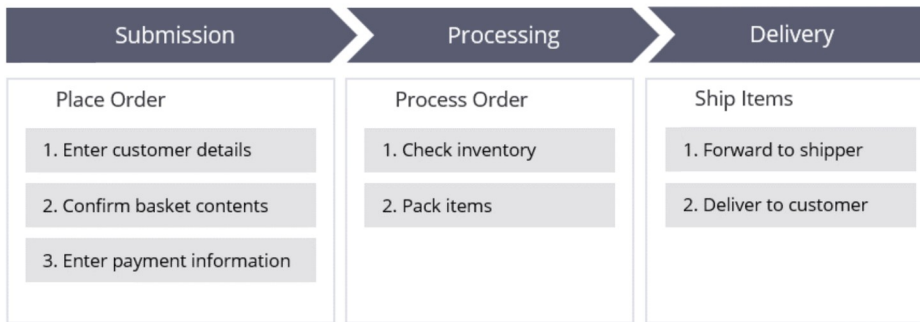 Submission
Processing
Delivery
Place Order
1. Enter customer details
2. Confirm basket contents
3. Enter payment information
Process Order
1. Check inventory
2. Pack items
Ship Items
1. Forward to shipper
2. Deliver to customer